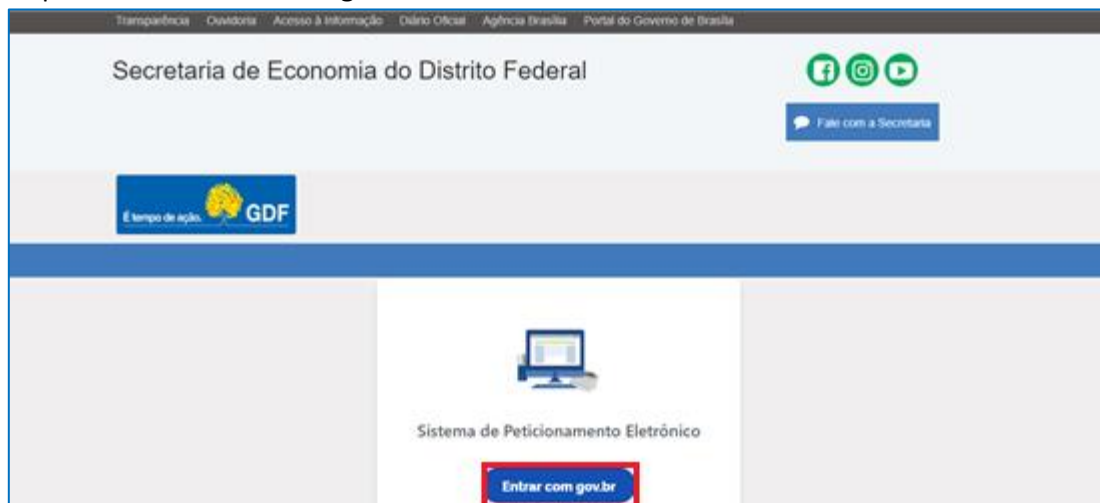 Transparência Ouvidoria Acesso à Informação Diário Oficial Agência Brasília Portal do Governo de Brasília
Secretaria de Economia do Distrito Federal
Fale com a Secretaria
É tempo de ação. GDF
Sistema de Peticionamento Eletrônico
Entrar com gov.br